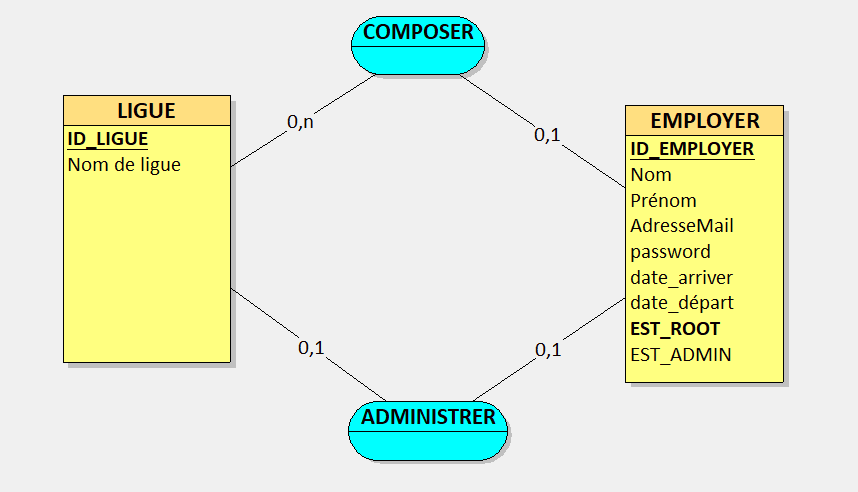 COMPOSER
0,n
0,1
LIGUE
ID_LIGUE
Nom de ligue
EMPLOYER
ID_EMPLOYER
Nom
Prénom
AdresseMail
password
date_arriver
date_départ
EST_ROOT
EST_ADMIN
0,1
0,1
ADMINISTRER